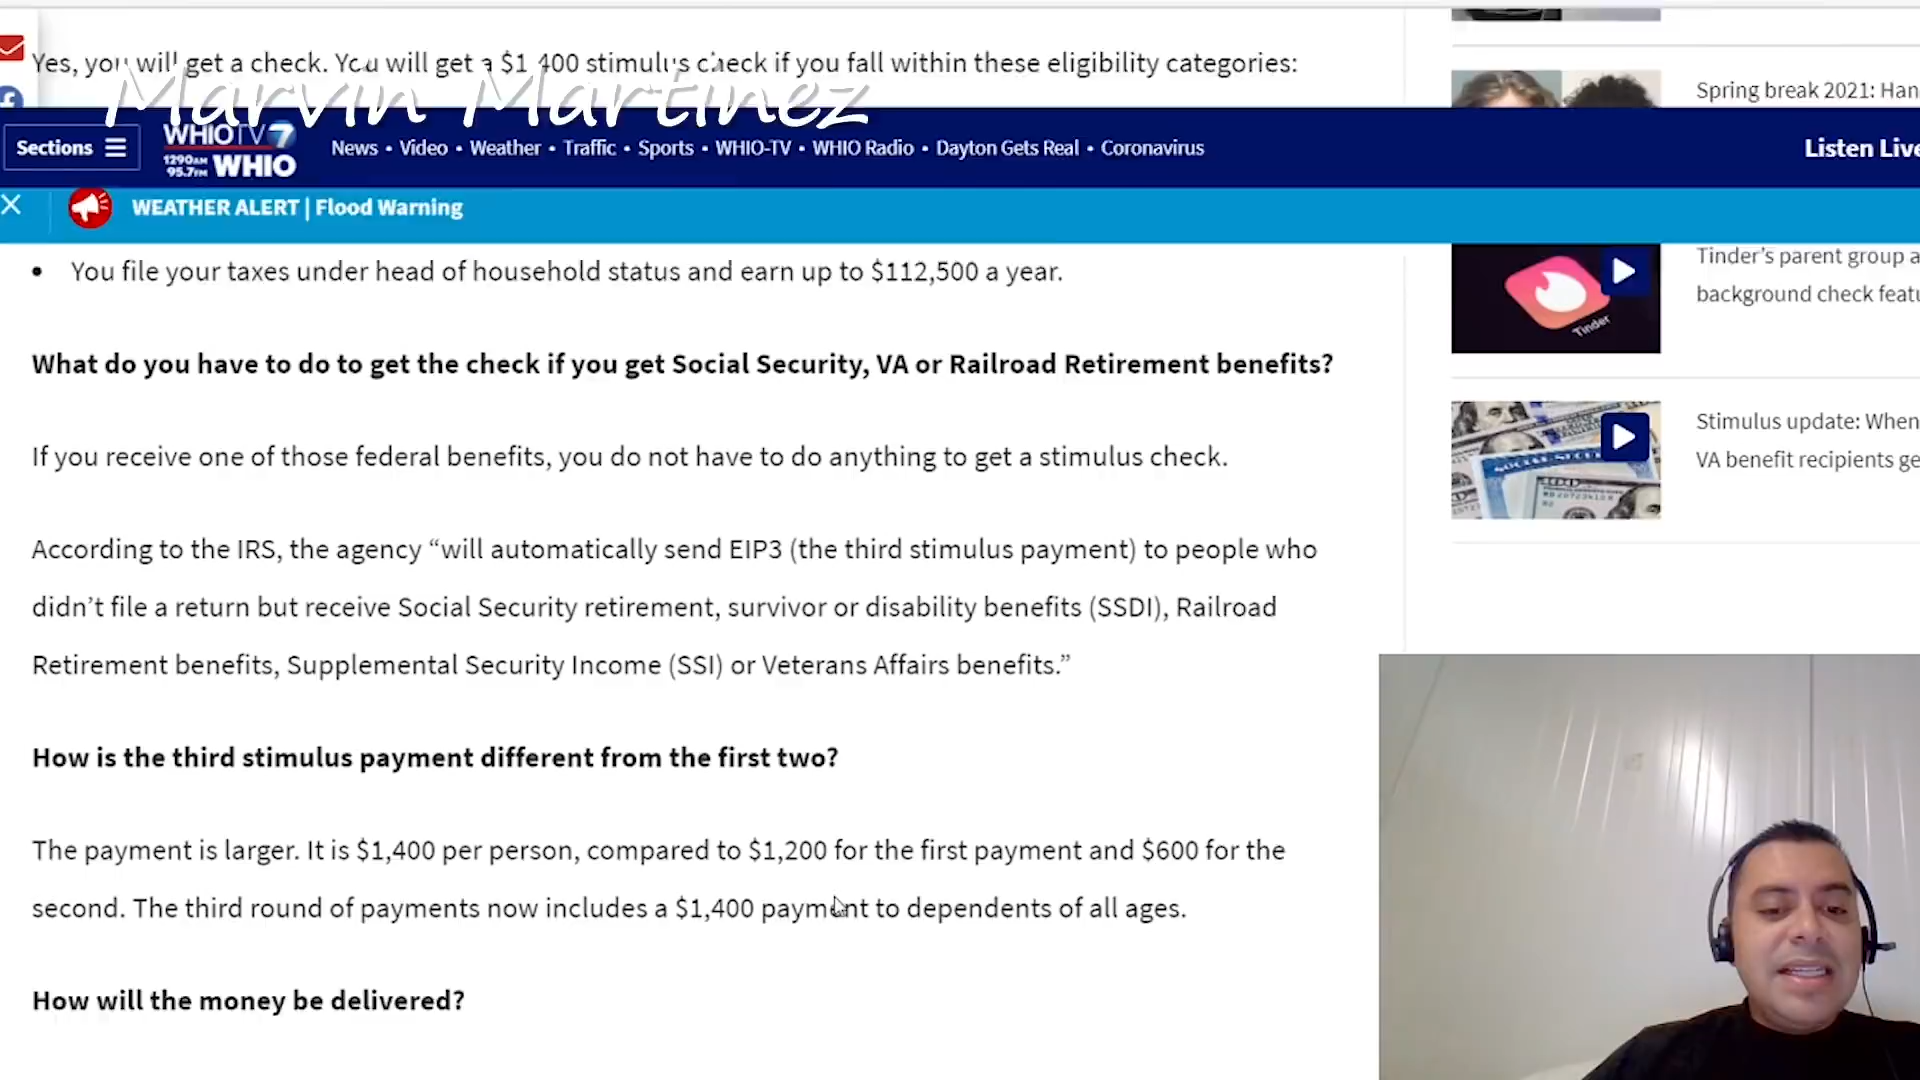 Yes, you will get a check. You will get a $1,400 stimulus check if you fall within these eligibility categories:
Marvin Martinez
Sections
WHIOTV 7
1290AM
95.7FM WHIO
News • Video • Weather • Traffic • Sports • WHIO-TV • WHIO Radio • Dayton Gets Real • Coronavirus
Listen Live
WEATHER ALERT | Flood Warning
• You file your taxes under head of household status and earn up to $112,500 a year.
What do you have to do to get the check if you get Social Security, VA or Railroad Retirement benefits?
If you receive one of those federal benefits, you do not have to do anything to get a stimulus check.
According to the IRS, the agency “will automatically send EIP3 (the third stimulus payment) to people who
didn’t file a return but receive Social Security retirement, survivor or disability benefits (SSDI), Railroad
Retirement benefits, Supplemental Security Income (SSI) or Veterans Affairs benefits.”
How is the third stimulus payment different from the first two?
The payment is larger. It is $1,400 per person, compared to $1,200 for the first payment and $600 for the
second. The third round of payments now includes a $1,400 payment to dependents of all ages.
How will the money be delivered?
Spring break 2021: Han
Tinder’s parent group a
background check featu
Tinder
Stimulus update: When
VA benefit recipients ge
SOCIAL SECU